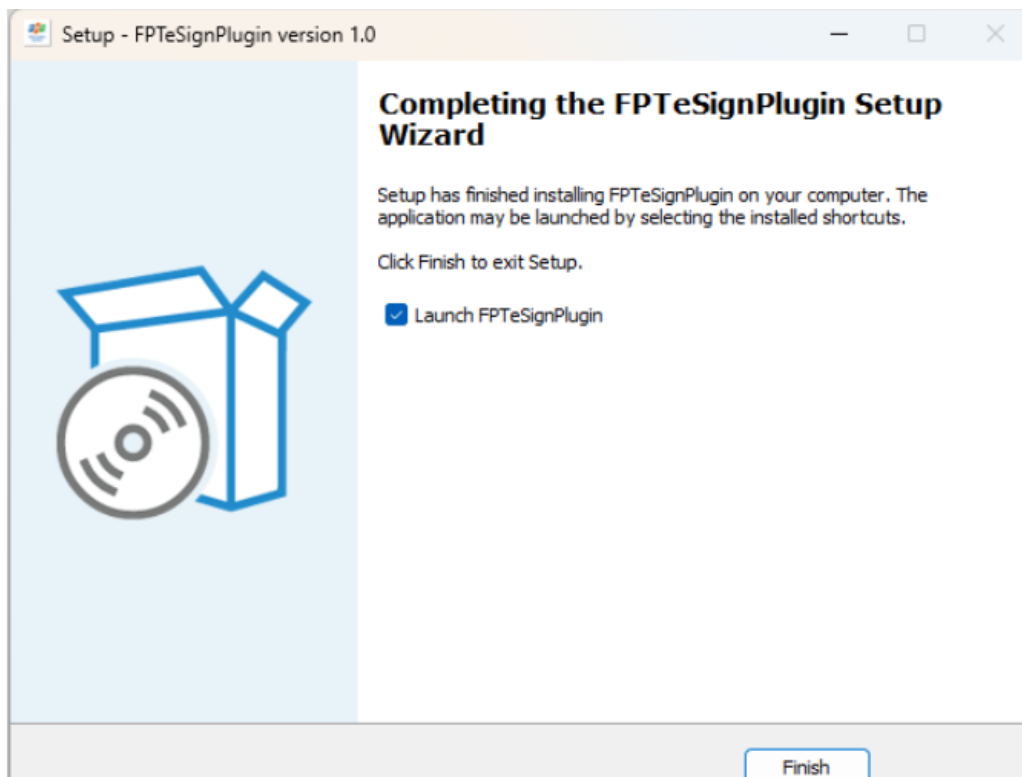 Setup - FPTeSignPlugin version 1.0
Completing the FPTeSignPlugin Setup
Wizard
Setup has finished installing FPTeSignPlugin on your computer. The
application may be launched by selecting the installed shortcuts.
Click Finish to exit Setup.
Launch FPTeSignPlugin
Finish